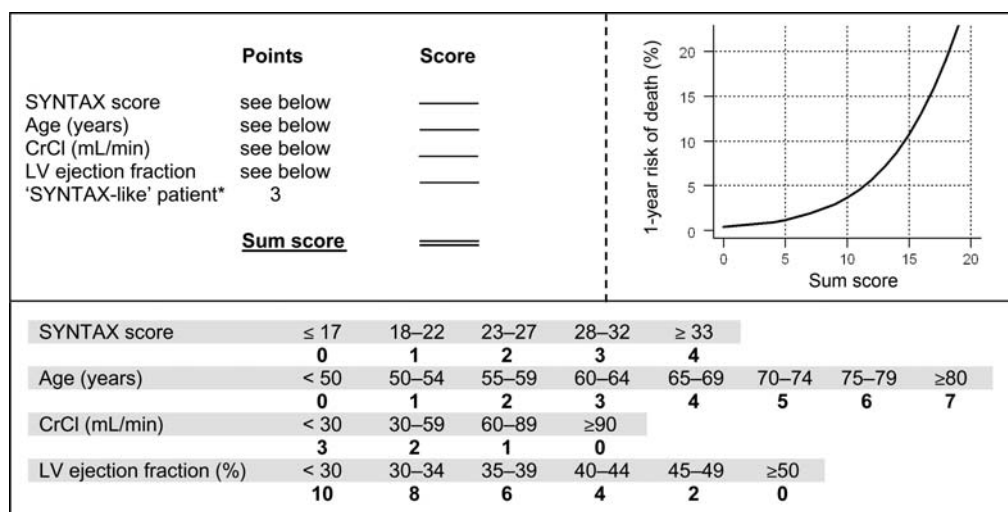 Points Score
SYNTAX score see below
Age (years) see below
CrCl (mL/min) see below
LV ejection fraction see below
‘SYNTAX-like’ patient* 3
Sum score
1-year risk of death (%)
20
15
10
5
0
0 5 10 15 20
Sum score
SYNTAX score ≤ 17 18–22 23–27 28–32 ≥ 33
0 1 2 3 4
Age (years) < 50 50–54 55–59 60–64 65–69 70–74 75–79 ≥80
0 1 2 3 4 5 6 7
CrCl (mL/min) < 30 30–59 60–89 ≥90
3 2 1 0
LV ejection fraction (%) < 30 30–34 35–39 40–44 45–49 ≥50
10 8 6 4 2 0